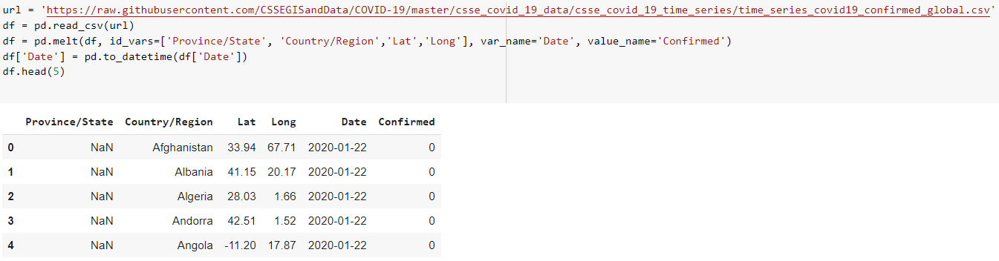 url = 'https://raw.githubusercontent.com/CSSEGISandData/COVID-19/master/csse_covid_19_data/csse_covid_19_time_series/time_series_covid19_confirmed_global.csv'
df = pd.read_csv(url)
df = pd.melt(df, id_vars=['Province/State', 'Country/Region','Lat','Long'], var_name='Date', value_name='Confirmed')
df['Date'] = pd.to_datetime(df['Date'])
df.head(5)
Province/State Country/Region Lat Long Date Confirmed
0 NaN Afghanistan 33.94 67.71 2020-01-22 0
1 NaN Albania 41.15 20.17 2020-01-22 0
2 NaN Algeria 28.03 1.66 2020-01-22 0
3 NaN Andorra 42.51 1.52 2020-01-22 0
4 NaN Angola -11.20 17.87 2020-01-22 0